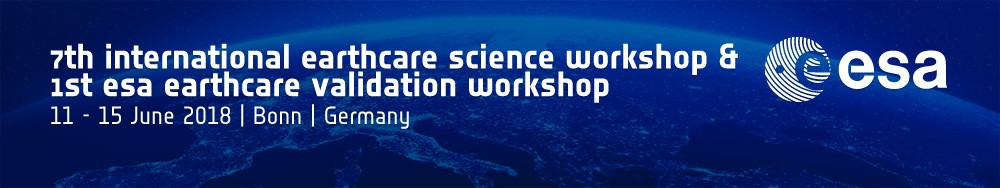 7th international earthcare science workshop &
1st esa earthcare validation workshop
11 - 15 June 2018 | Bonn | Germany
esa